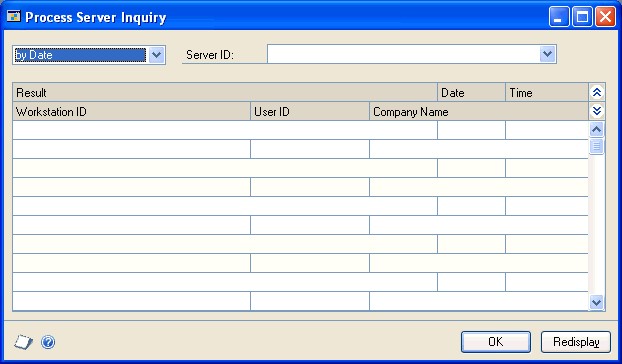 Process Server Inquiry
by Date Server ID:
Result Date Time
Workstation ID User ID Company Name
OK Redisplay